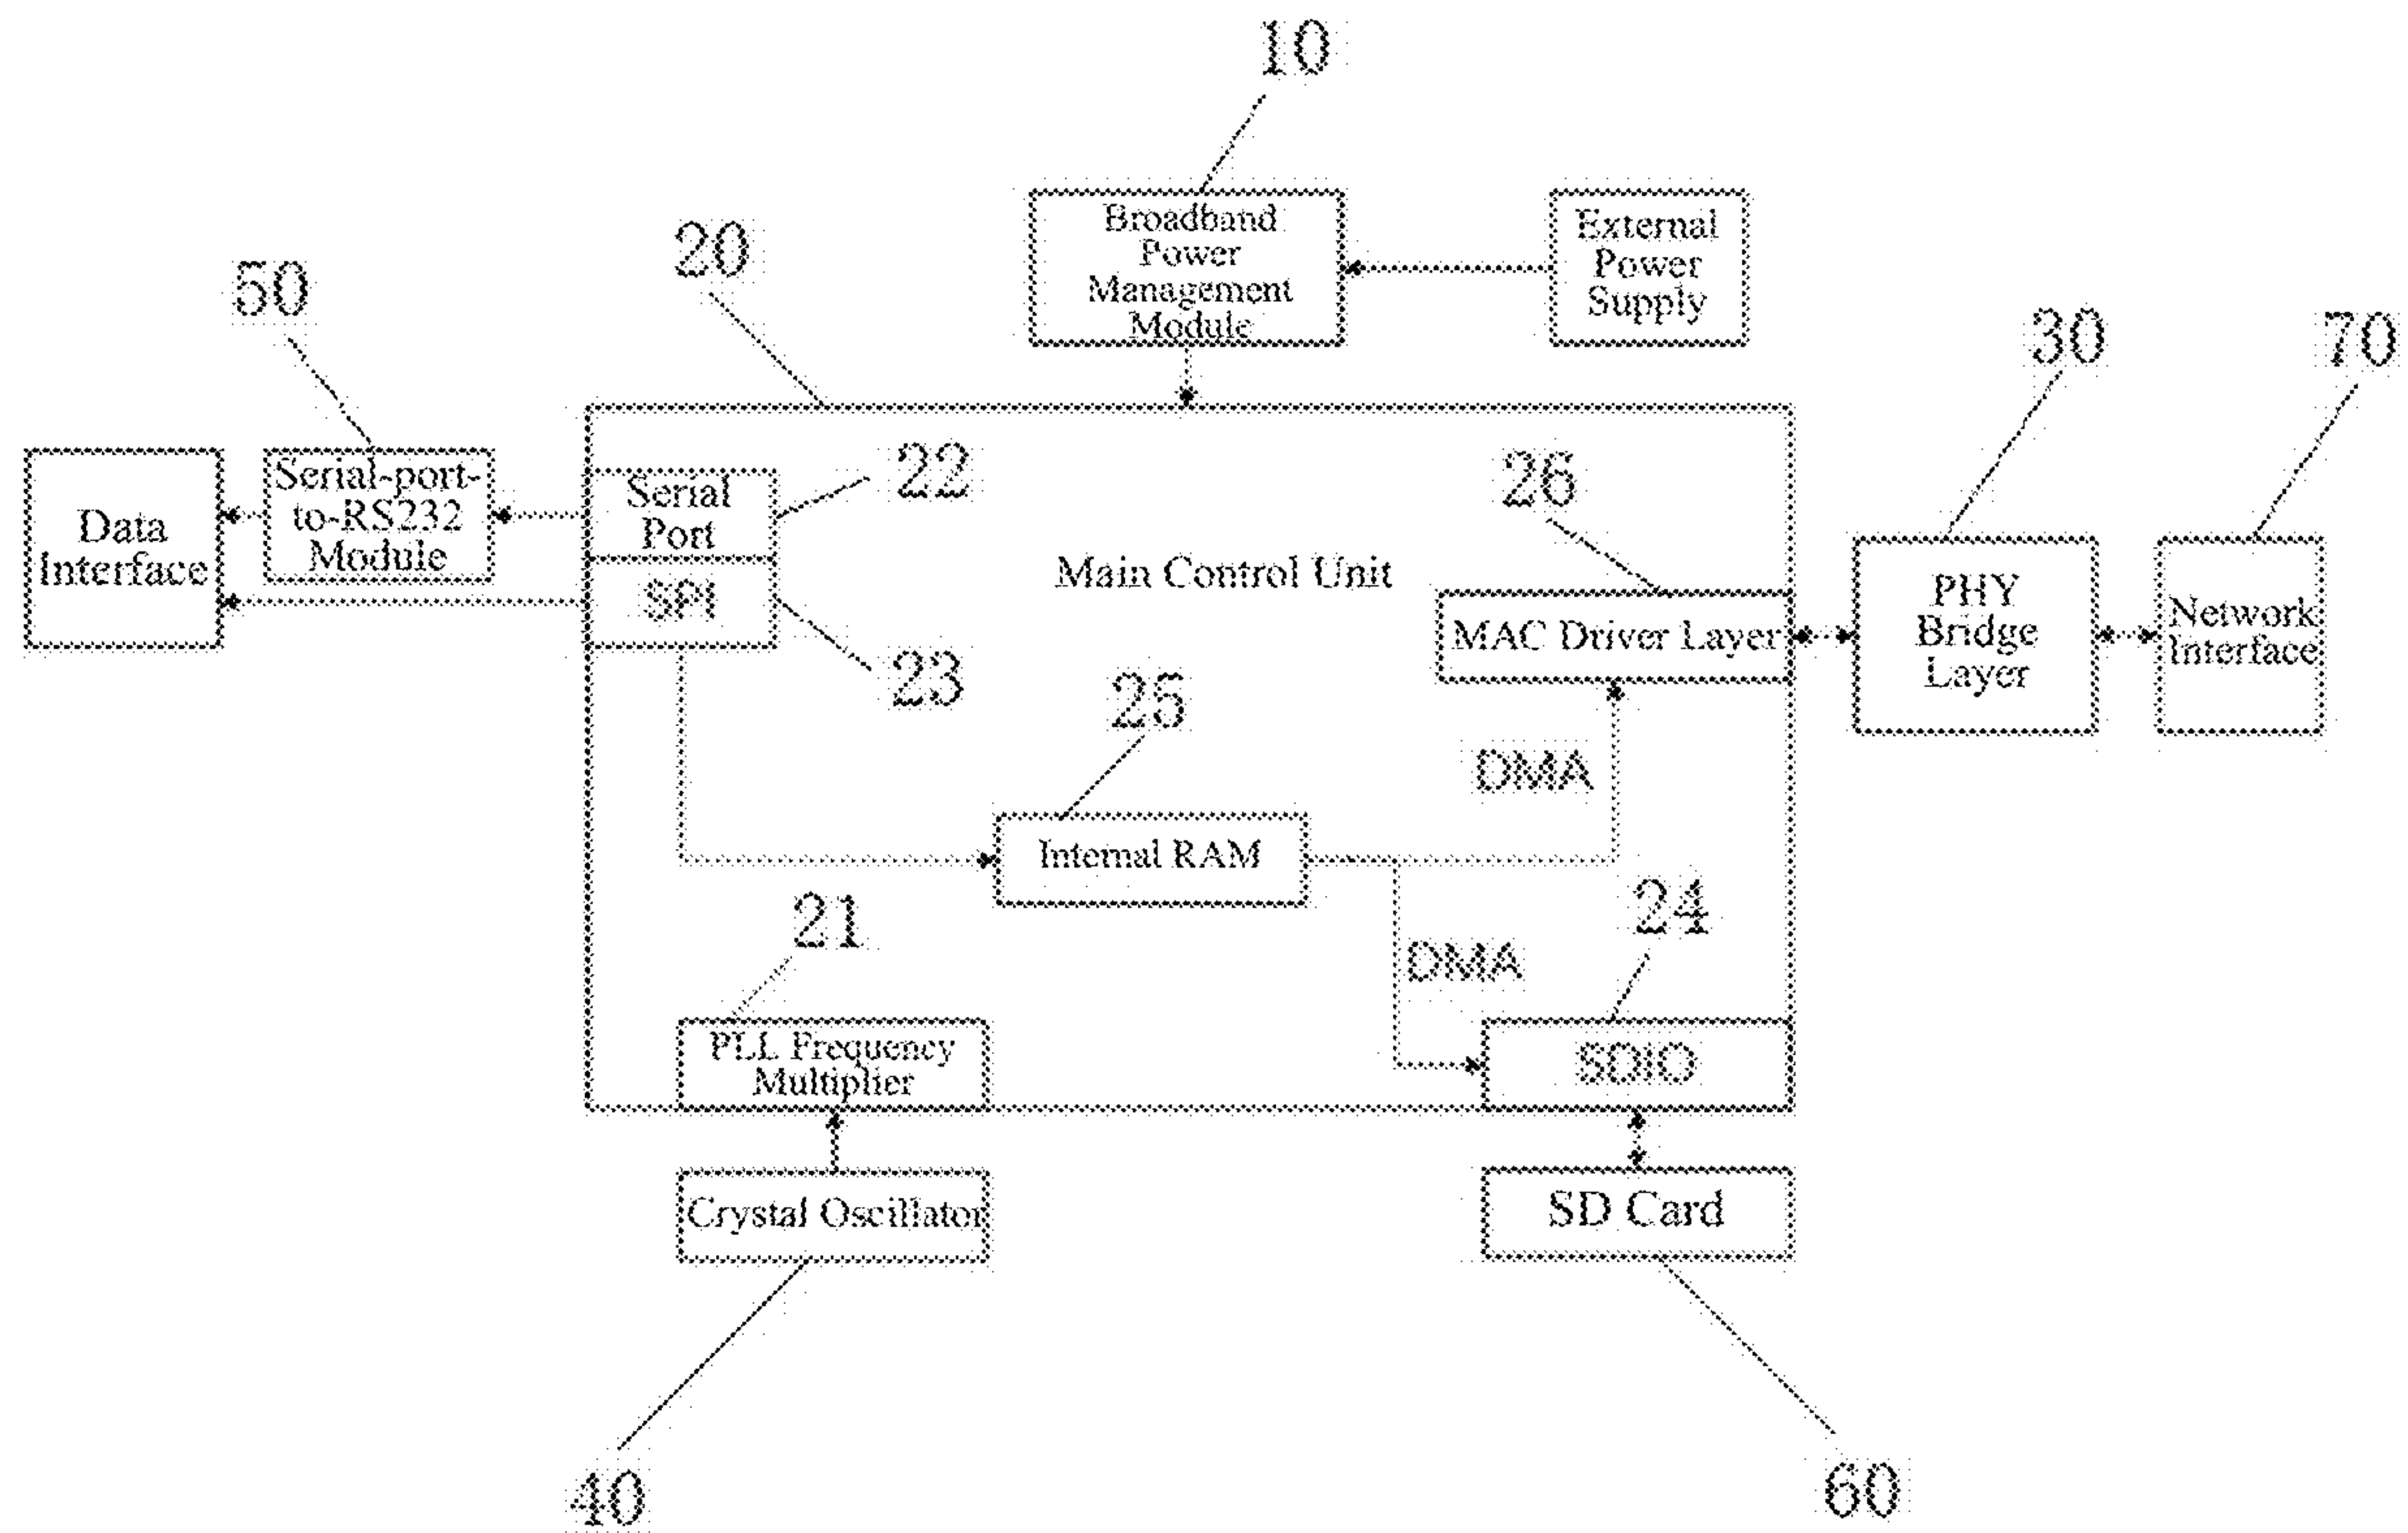 10
Broadband
Power
Management
Module
External
Power
Supply
20
50
30
70
Data
Interface
Serial-port-
to-RS232
Module
Serial
Port
22
SPI
23
Main Control Unit
26
MAC Driver Layer
PHY
Bridge
Layer
Network
Interface
25
DMA
Internal RAM
21
24
DMA
PLL Frequency
Multiplier
SDIO
Crystal Oscillator
SD Card
40
60